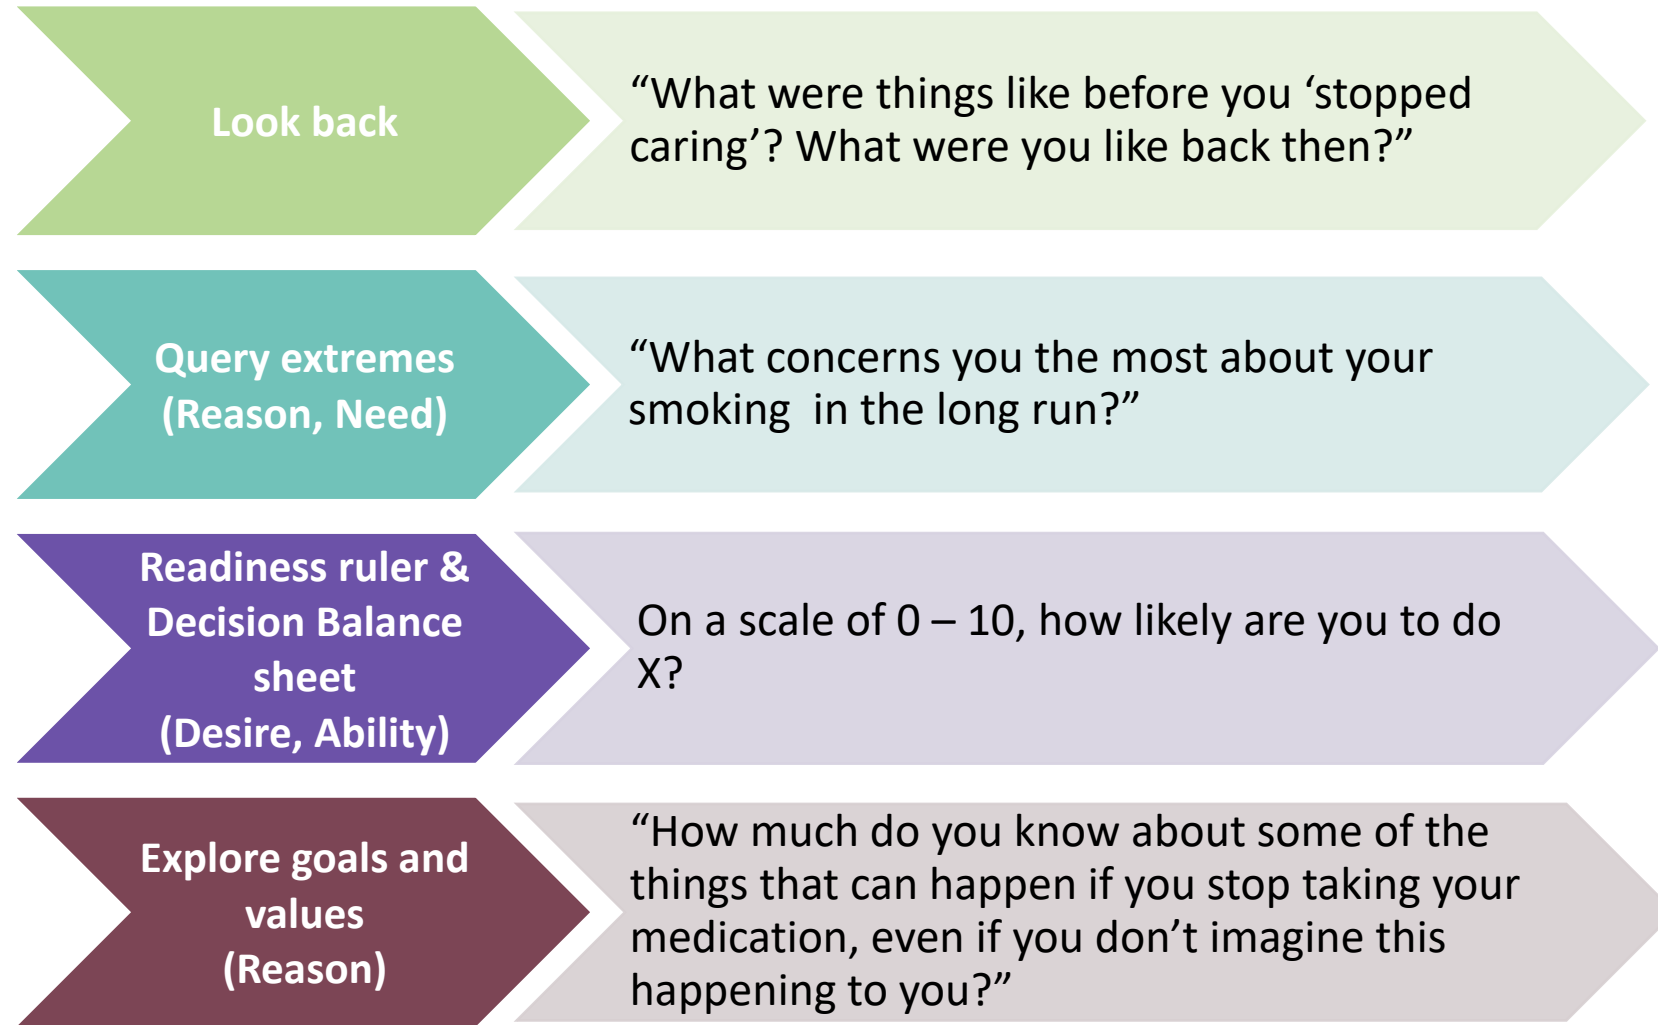 Look back
“What were things like before you ‘stopped
caring’? What were you like back then?”
Query extremes
(Reason, Need)
“What concerns you the most about your
smoking  in the long run?”
Readiness ruler &
Decision Balance
sheet
(Desire, Ability)
On a scale of 0 – 10, how likely are you to do
X?
Explore goals and
values
(Reason)
“How much do you know about some of the
things that can happen if you stop taking your
medication, even if you don’t imagine this
happening to you?”